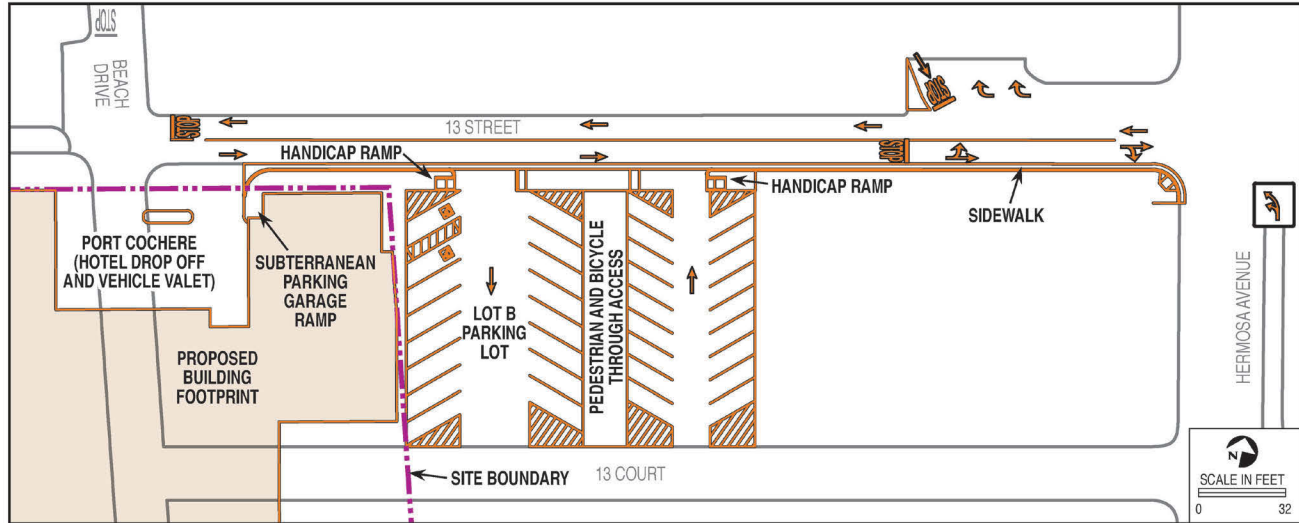 STOP
BEACH
DRIVE
STOP
13 STREET
STOP
STOP
HANDICAP RAMP
HANDICAP RAMP
SIDEWALK
PORT COCHERE
(HOTEL DROP OFF
AND VEHICLE VALET)
SUBTERRANEAN
PARKING
GARAGE
RAMP
LOT B
PARKING
LOT
PEDESTRIAN AND BICYCLE
THROUGH ACCESS
PROPOSED
BUILDING
FOOTPRINT
HERMOSA AVENUE
SITE BOUNDARY
13 COURT
N
SCALE IN FEET
0 32